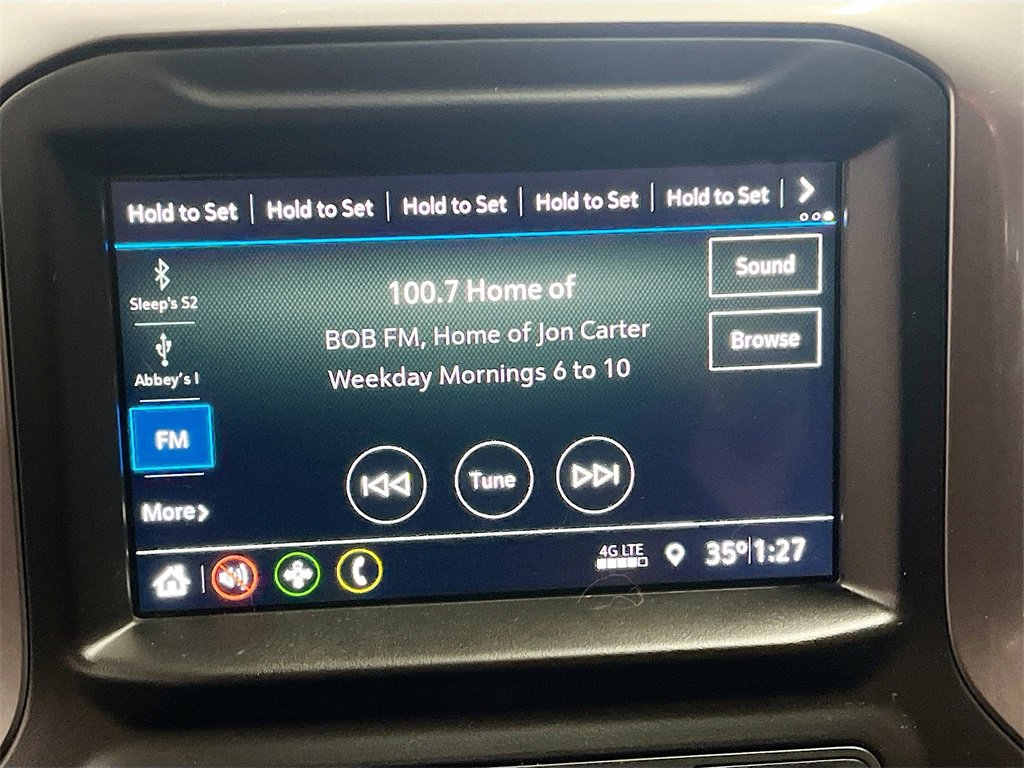 Hold to Set Hold to Set Hold to Set Hold to Set Hold to Set
Sleep's S2
Abbey's I
FM
More
100.7 Home of
BOB FM, Home of Jon Carter
Weekday Mornings 6 to 10
Sound
Browse
Tune
4G LTE
35° 1:27